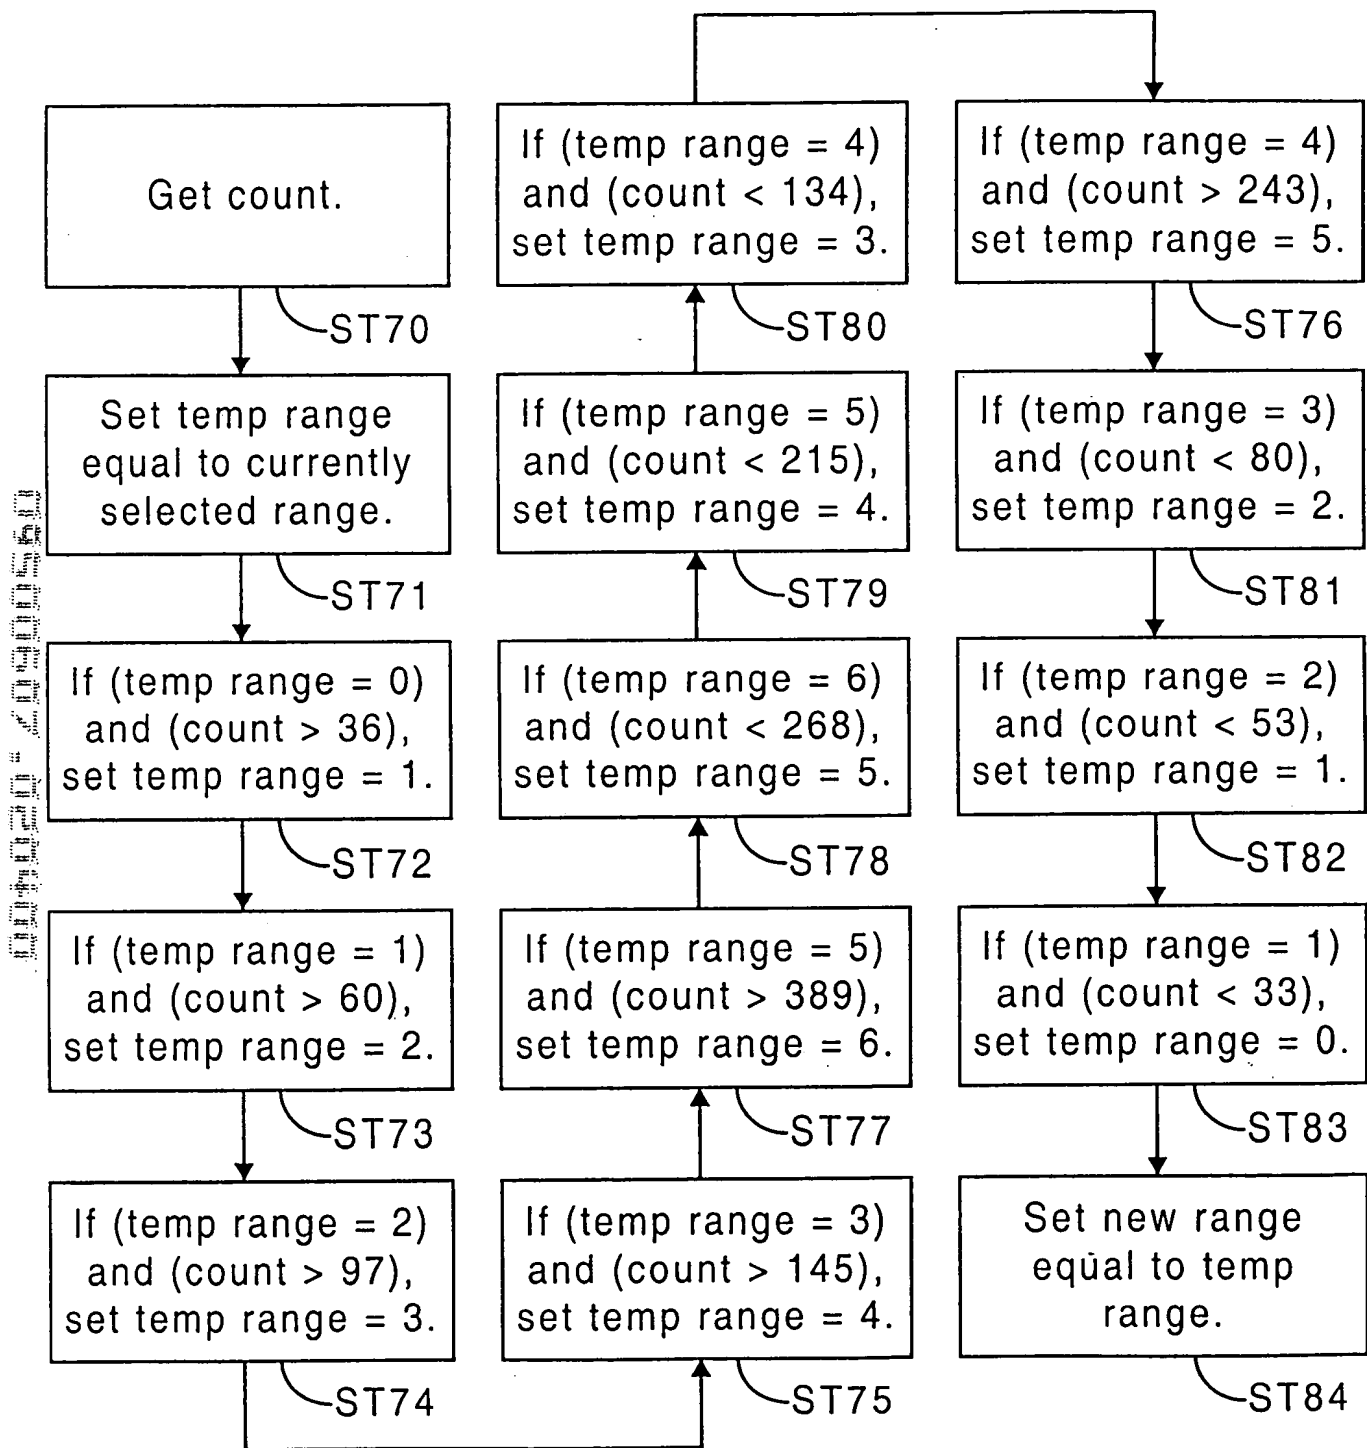 Get count.
ST70
Set temp range
equal to currently
selected range.
ST71
If (temp range = 0)
and (count > 36),
set temp range = 1.
ST72
If (temp range = 1)
and (count > 60),
set temp range = 2.
ST73
If (temp range = 2)
and (count > 97),
set temp range = 3.
ST74
If (temp range = 3)
and (count > 145),
set temp range = 4.
ST75
If (temp range = 5)
and (count > 389),
set temp range = 6.
ST77
If (temp range = 6)
and (count < 268),
set temp range = 5.
ST78
If (temp range = 5)
and (count < 215),
set temp range = 4.
ST79
If (temp range = 4)
and (count < 134),
set temp range = 3.
ST80
If (temp range = 4)
and (count > 243),
set temp range = 5.
ST76
If (temp range = 3)
and (count < 80),
set temp range = 2.
ST81
If (temp range = 2)
and (count < 53),
set temp range = 1.
ST82
If (temp range = 1)
and (count < 33),
set temp range = 0.
ST83
Set new range
equal to temp
range.
ST84